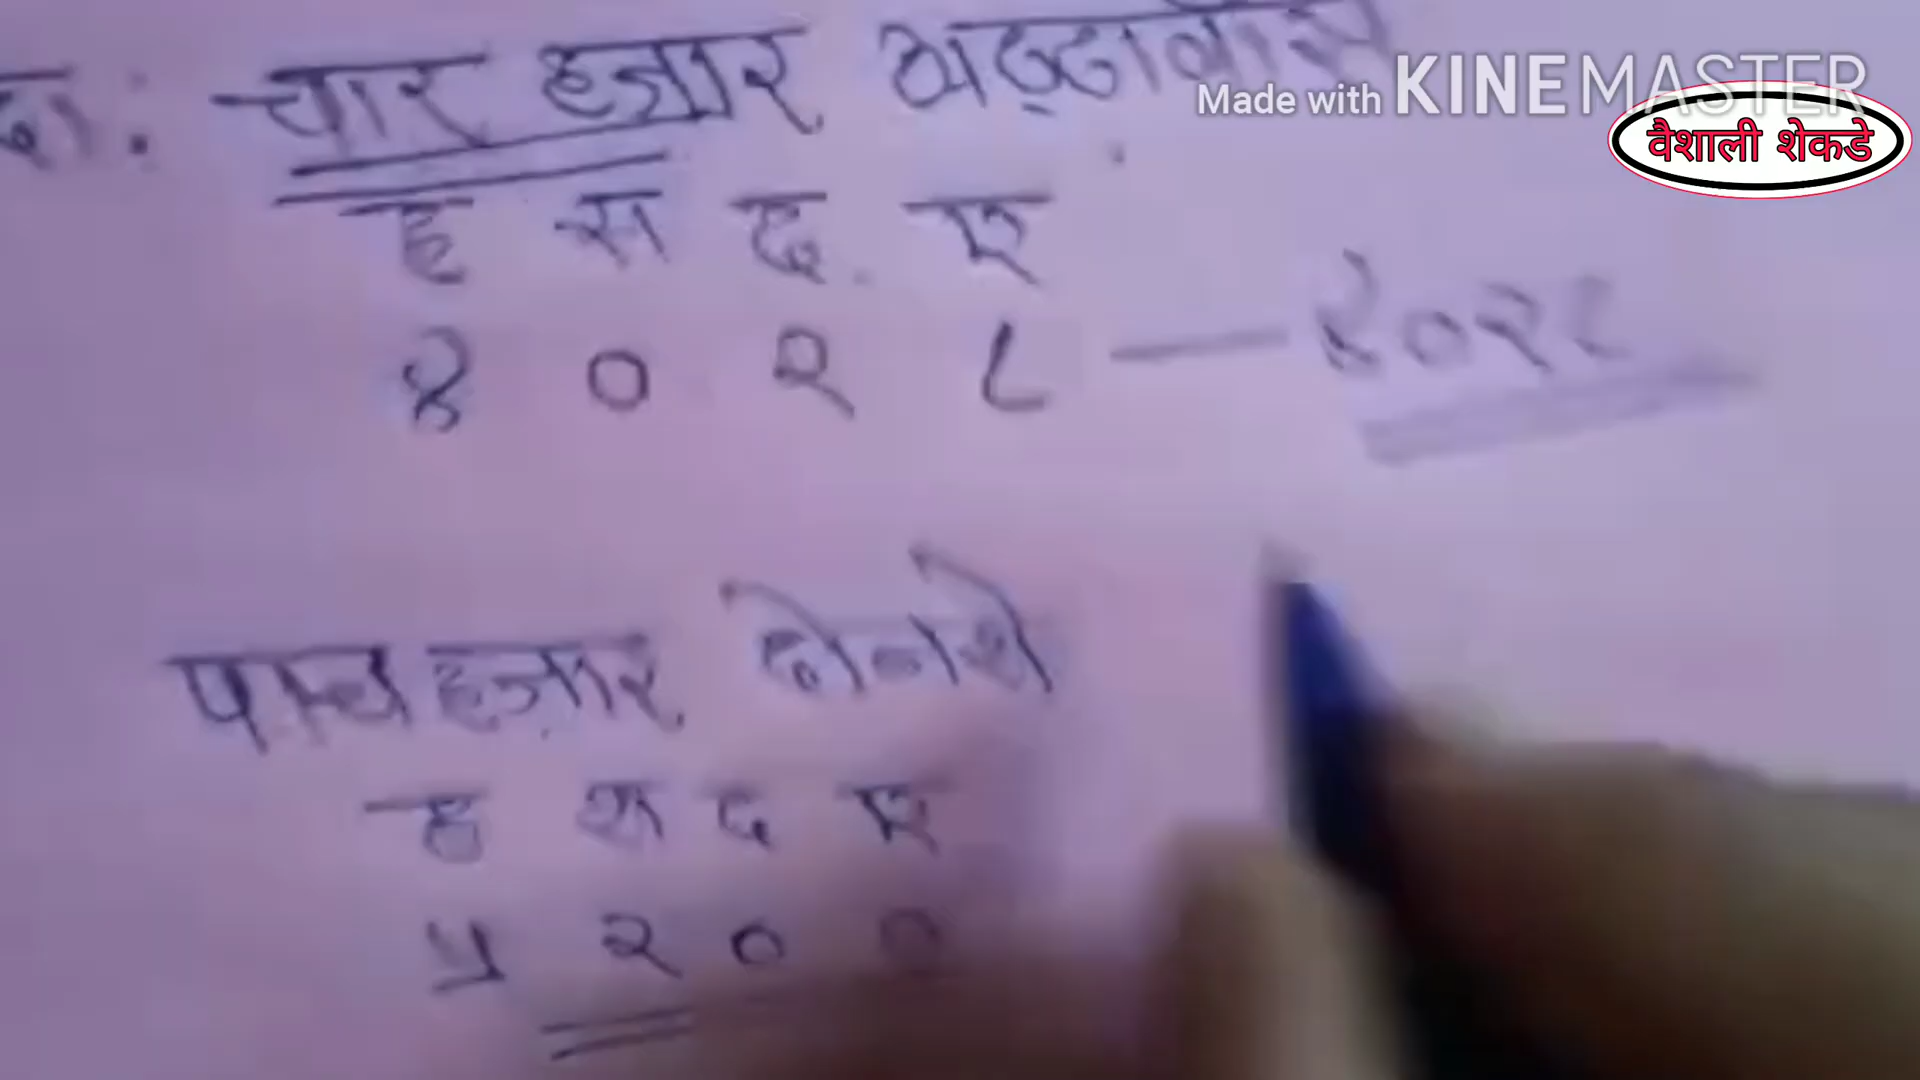 दा: चार हजार अठ्ठावीस
Made with KINEMASTER
वैशाली शेकडे
ह स द ए
४ ० २ ८ — ४०२८
पाच हजार दोनशे
ह श द ए
५ २ ० ०